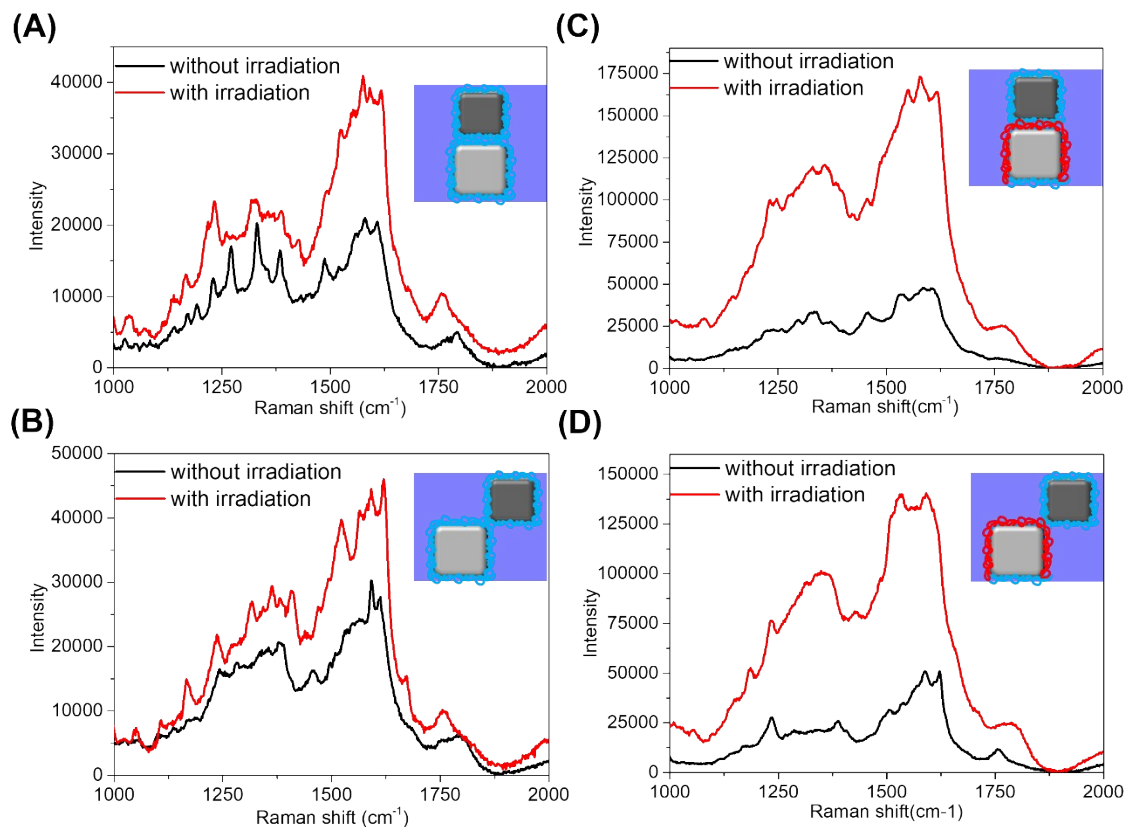 (A)
without irradiation
with irradiation
40000
30000
20000
10000
0
Intensity
1000 1250 1500 1750 2000
Raman shift (cm-1)
(C)
without irradiation
with irradiation
175000
150000
125000
100000
75000
50000
25000
0
Intensity
1000 1250 1500 1750 2000
Raman shift(cm-1)
(B)
without irradiation
with irradiation
50000
40000
30000
20000
10000
0
Intensity
1000 1250 1500 1750 2000
Raman shift (cm-1)
(D)
without irradiation
with irradiation
150000
125000
100000
75000
50000
25000
0
Intensity
1000 1250 1500 1750 2000
Raman shift(cm-1)